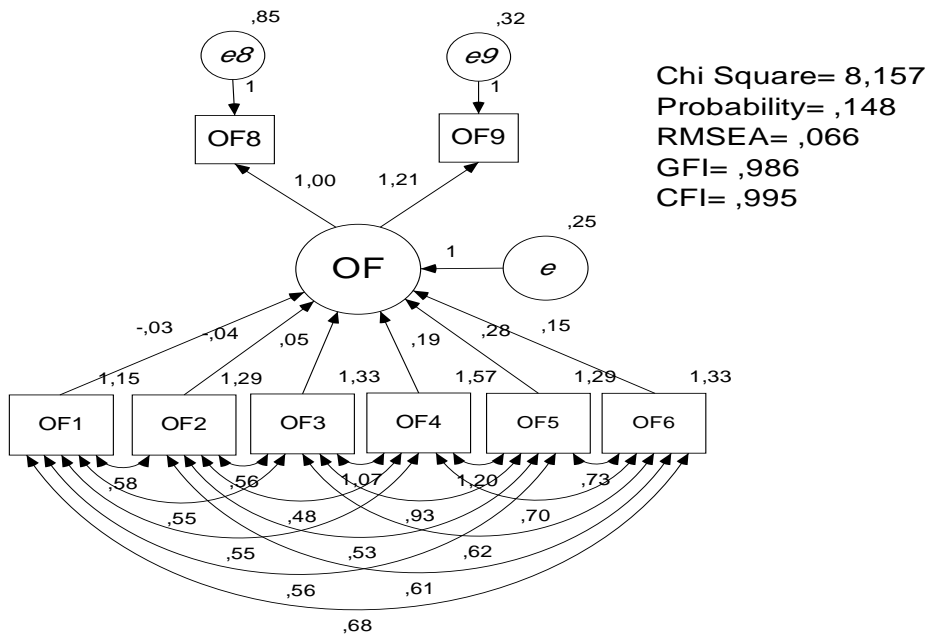 ,85
,32
e8
e9
1
1
OF8
OF9
Chi Square= 8,157
Probability= ,148
RMSEA= ,066
GFI= ,986
CFI= ,995
1,00
1,21
,25
OF
1
e
-,03
-,04
,05
,19
,28
,15
1,15
1,29
1,33
1,57
1,29
1,33
OF1
OF2
OF3
OF4
OF5
OF6
,58
,56
1,07
1,20
,73
,55
,48
,93
,70
,55
,53
,62
,56
,61
,68